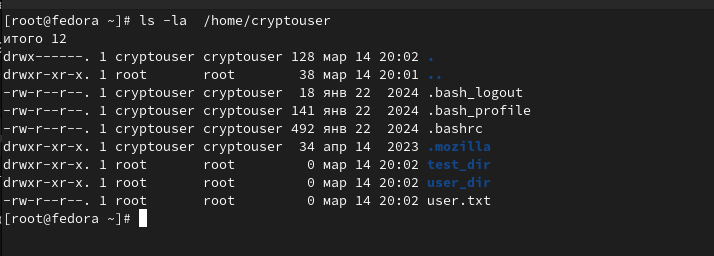 [root@fedora ~]# ls -la  /home/cryptouser
итого 12
drwx------. 1 cryptouser cryptouser 128 мар 14 20:02 .
drwxr-xr-x. 1 root       root        38 мар 14 20:01 ..
-rw-r--r--. 1 cryptouser cryptouser  18 янв 22  2024 .bash_logout
-rw-r--r--. 1 cryptouser cryptouser 141 янв 22  2024 .bash_profile
-rw-r--r--. 1 cryptouser cryptouser 492 янв 22  2024 .bashrc
drwxr-xr-x. 1 cryptouser cryptouser  34 апр 14  2023 .mozilla
drwxr-xr-x. 1 root       root         0 мар 14 20:02 test_dir
drwxr-xr-x. 1 root       root         0 мар 14 20:02 user_dir
-rw-r--r--. 1 root       root         0 мар 14 20:02 user.txt
[root@fedora ~]#